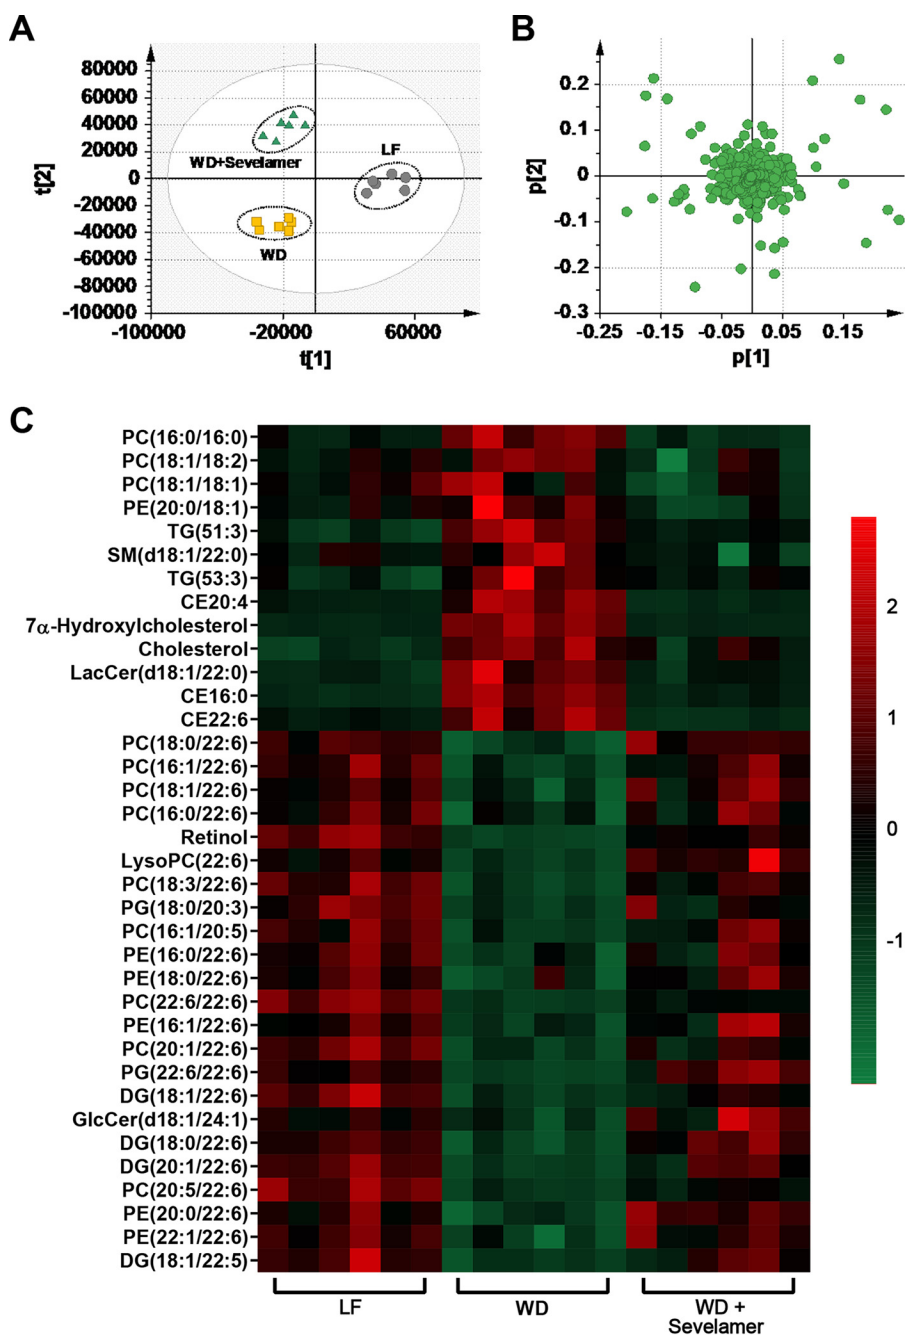 A
80000
60000
40000
20000
0
-20000
-40000
-60000
-80000
-100000
t[2]
WD+Sevelamer
LF
WD
-100000 -20000 60000
t[1]
B
0.2
0.1
0
-0.1
-0.2
-0.3
p[2]
-0.25 -0.15 -0.05 0.05 0.15
p[1]
C
PC(16:0/16:0)
PC(18:1/18:2)
PC(18:1/18:1)
PE(20:0/18:1)
TG(51:3)
SM(d18:1/22:0)
TG(53:3)
CE20:4
7α-Hydroxylcholesterol
Cholesterol
LacCer(d18:1/22:0)
CE16:0
CE22:6
PC(18:0/22:6)
PC(16:1/22:6)
PC(18:1/22:6)
PC(16:0/22:6)
Retinol
LysoPC(22:6)
PC(18:3/22:6)
PG(18:0/20:3)
PC(16:1/20:5)
PE(16:0/22:6)
PE(18:0/22:6)
PC(22:6/22:6)
PE(16:1/22:6)
PC(20:1/22:6)
PG(22:6/22:6)
DG(18:1/22:6)
GlcCer(d18:1/24:1)
DG(18:0/22:6)
DG(20:1/22:6)
PC(20:5/22:6)
PE(20:0/22:6)
PE(22:1/22:6)
DG(18:1/22:5)
2
1
0
-1
LF
WD
WD +
Sevelamer